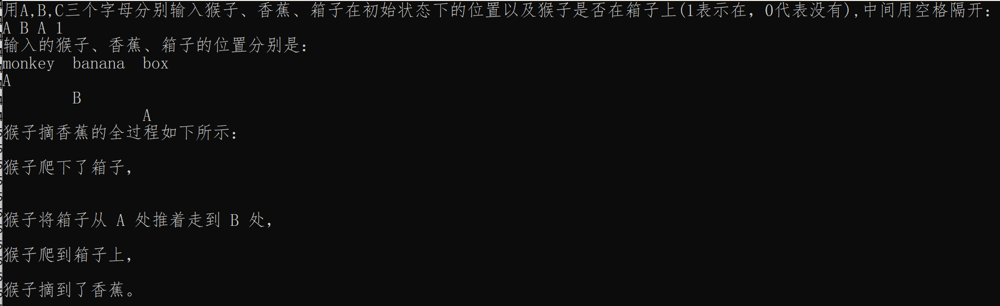 用A,B,C三个字母分别输入猴子、香蕉、箱子在初始状态下的位置以及猴子是否在箱子上(1表示在，0代表没有),中间用空格隔开：
A B A 1
输入的猴子、香蕉、箱子的位置分别是：
monkey  banana  box
A
        B
                A
猴子摘香蕉的全过程如下所示：
猴子爬下了箱子，
猴子将箱子从 A 处推着走到 B 处，
猴子爬到箱子上，
猴子摘到了香蕉。